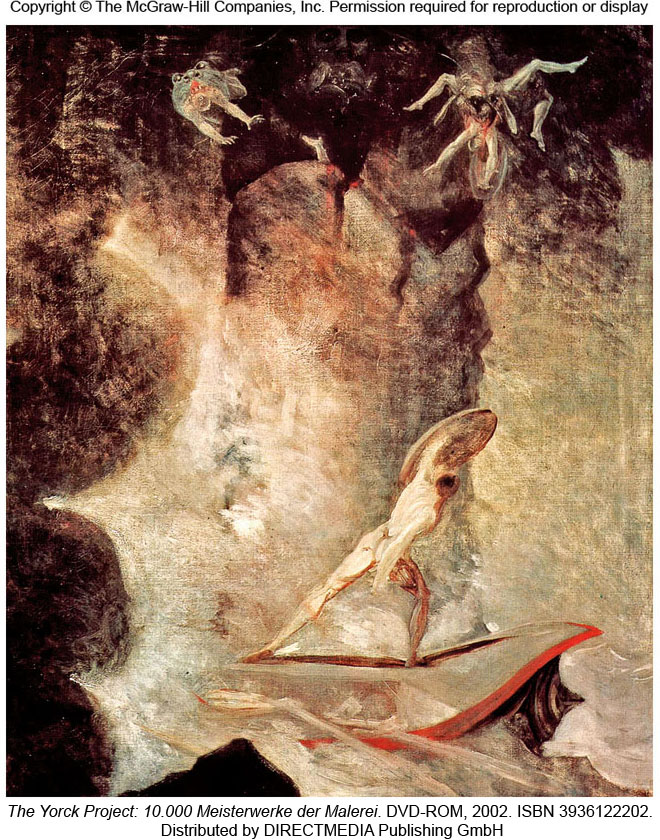 Copyright © The McGraw-Hill Companies, Inc. Permission required for reproduction or display
The Yorck Project: 10.000 Meisterwerke der Malerei. DVD-ROM, 2002. ISBN 3936122202.
Distributed by DIRECTMEDIA Publishing GmbH